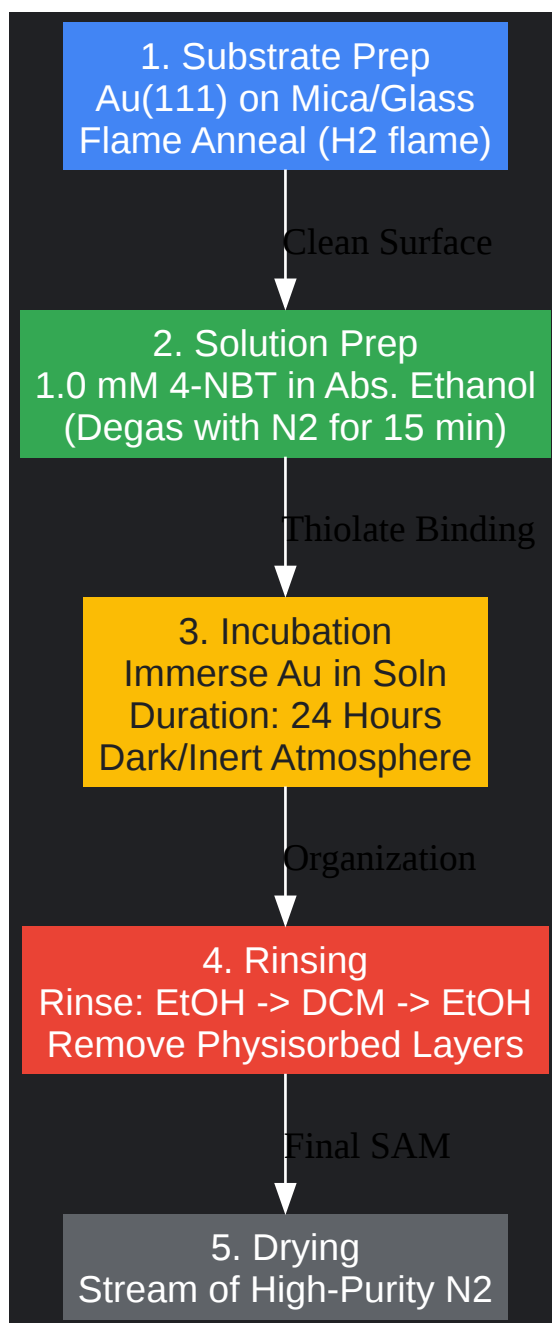 1. Substrate Prep
Au(111) on Mica/Glass
Flame Anneal (H2 flame)
Clean Surface
2. Solution Prep
1.0 mM 4-NBT in Abs. Ethanol
(Degas with N2 for 15 min)
Thiolate Binding
3. Incubation
Immerse Au in Soln
Duration: 24 Hours
Dark/Inert Atmosphere
Organization
4. Rinsing
Rinse: EtOH -> DCM -> EtOH
Remove Physisorbed Layers
Final SAM
5. Drying
Stream of High-Purity N2